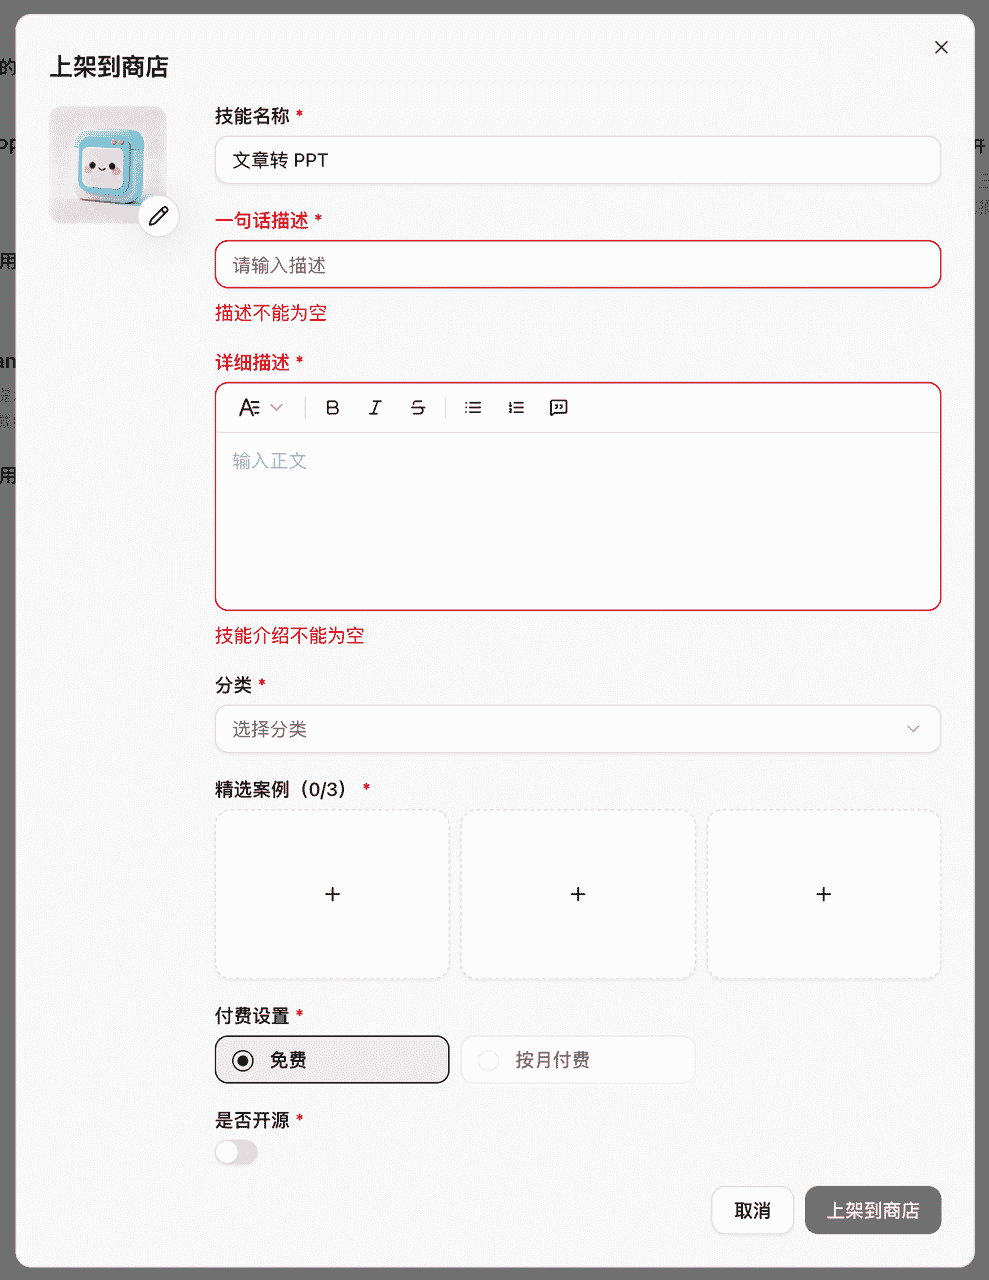 上架到商店
技能名称 *
文章转 PPT
一句话描述 *
请输入描述
描述不能为空
详细描述 *
输入正文
技能介绍不能为空
分类 *
选择分类
精选案例（0/3） *
付费设置 *
免费
按月付费
是否开源 *
取消
上架到商店